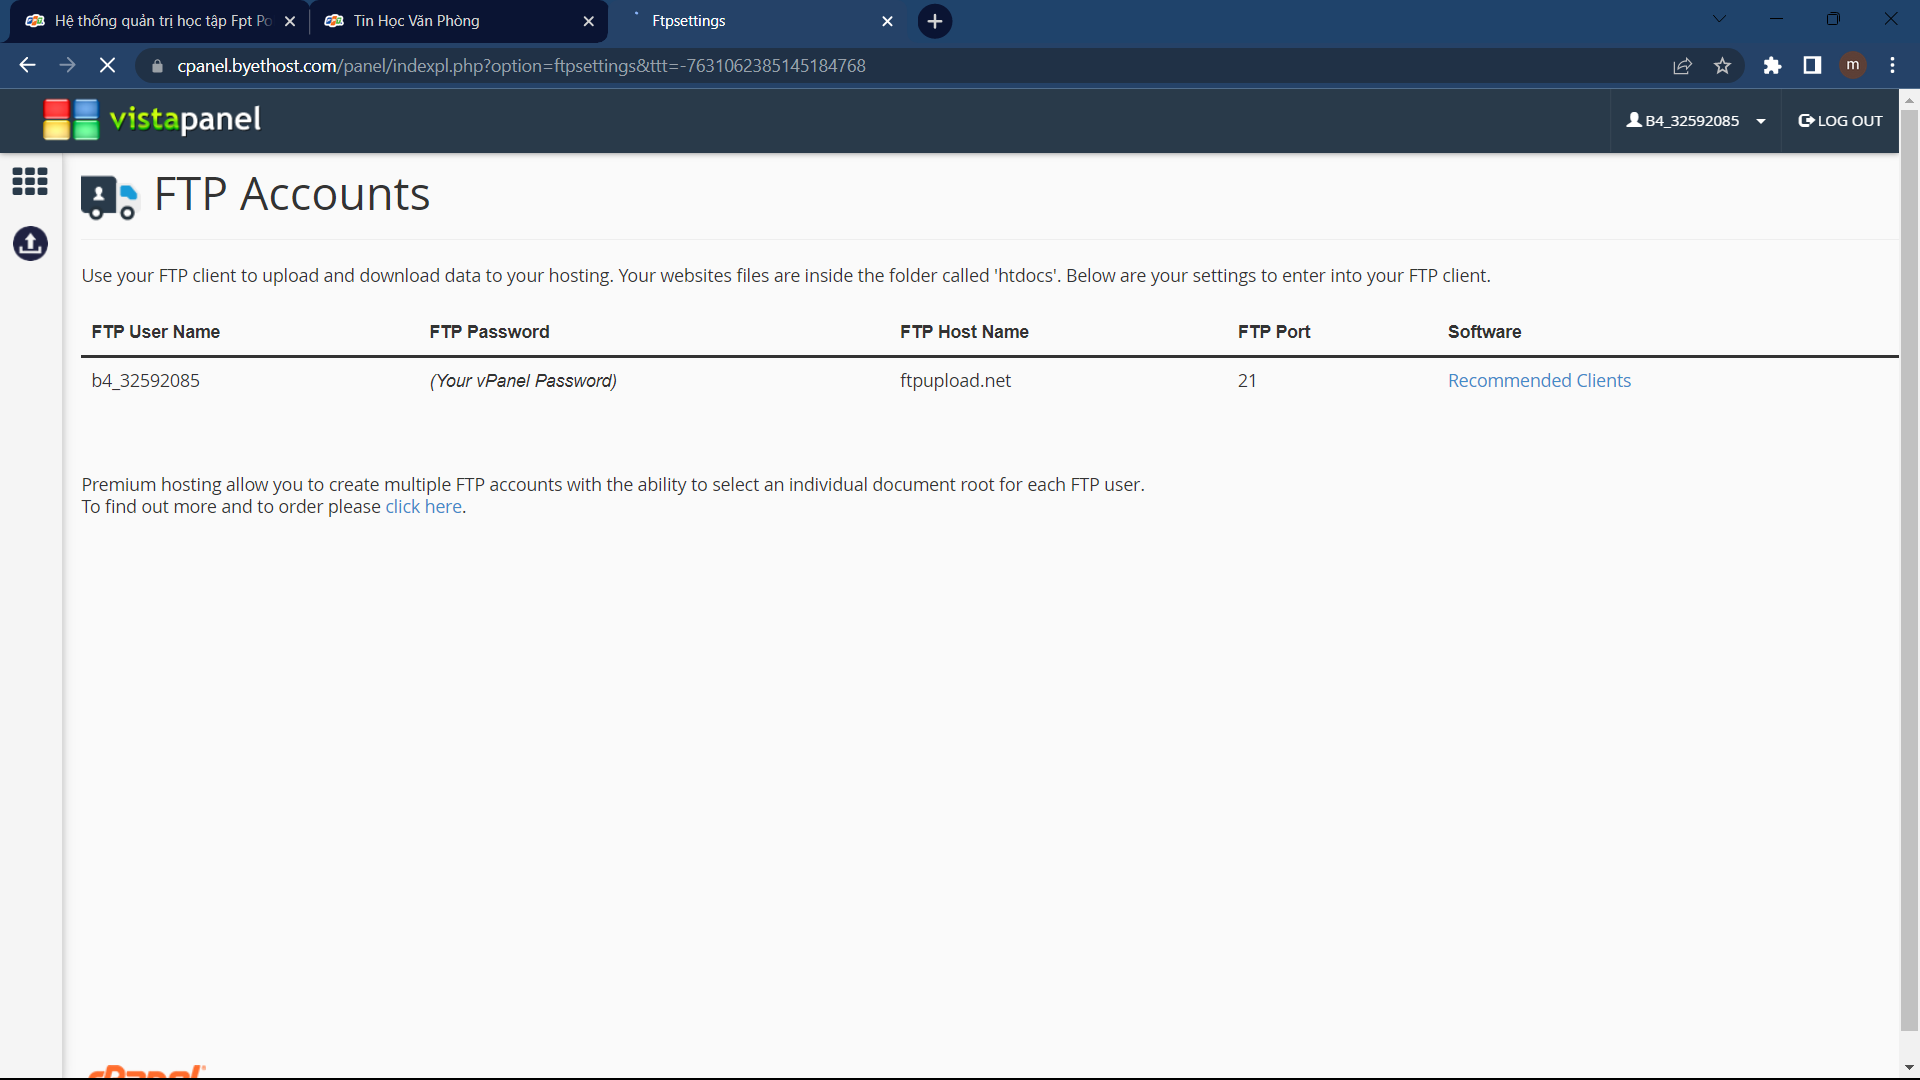 Hệ thống quản trị học tập Fpt Po
Tin Học Văn Phòng
Ftpsettings
cpanel.byethost.com/panel/indexpl.php?option=ftpsettings&ttt=-7631062385145184768
m
vistapanel
B4_32592085
LOG OUT
FTP Accounts
Use your FTP client to upload and download data to your hosting. Your websites files are inside the folder called 'htdocs'. Below are your settings to enter into your FTP client.
FTP User Name FTP Password FTP Host Name FTP Port Software
b4_32592085 (Your vPanel Password) ftpupload.net 21 Recommended Clients
Premium hosting allow you to create multiple FTP accounts with the ability to select an individual document root for each FTP user.
To find out more and to order please click here.
cPanel